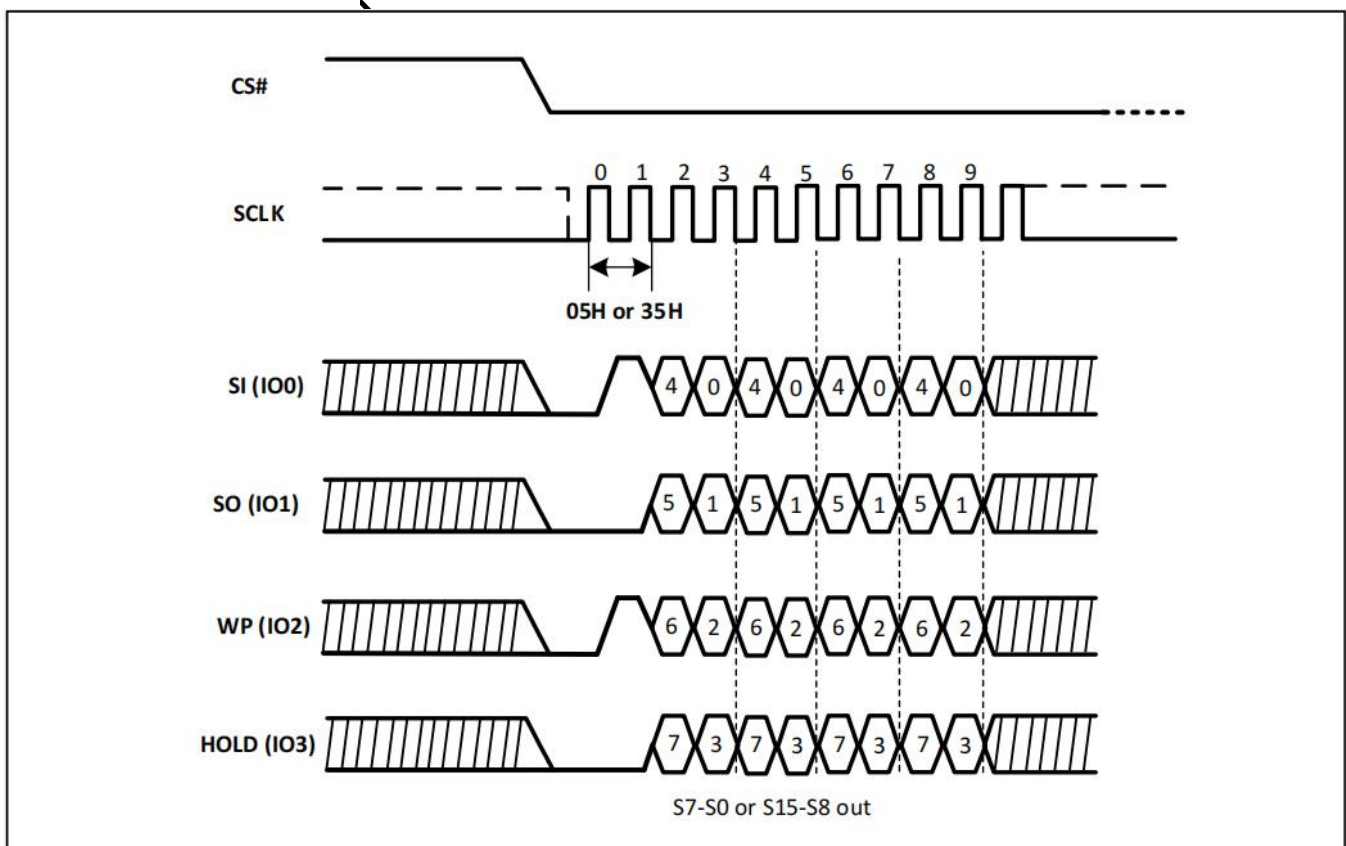 CS#
0 1 2 3 4 5 6 7 8 9
SCLK
05H or 35H
SI (IO0) 4 0 4 0 4 0 4 0
SO (IO1) 5 1 5 1 5 1 5 1
WP (IO2) 6 2 6 2 6 2 6 2
HOLD (IO3) 7 3 7 3 7 3 7 3
S7-S0 or S15-S8 out